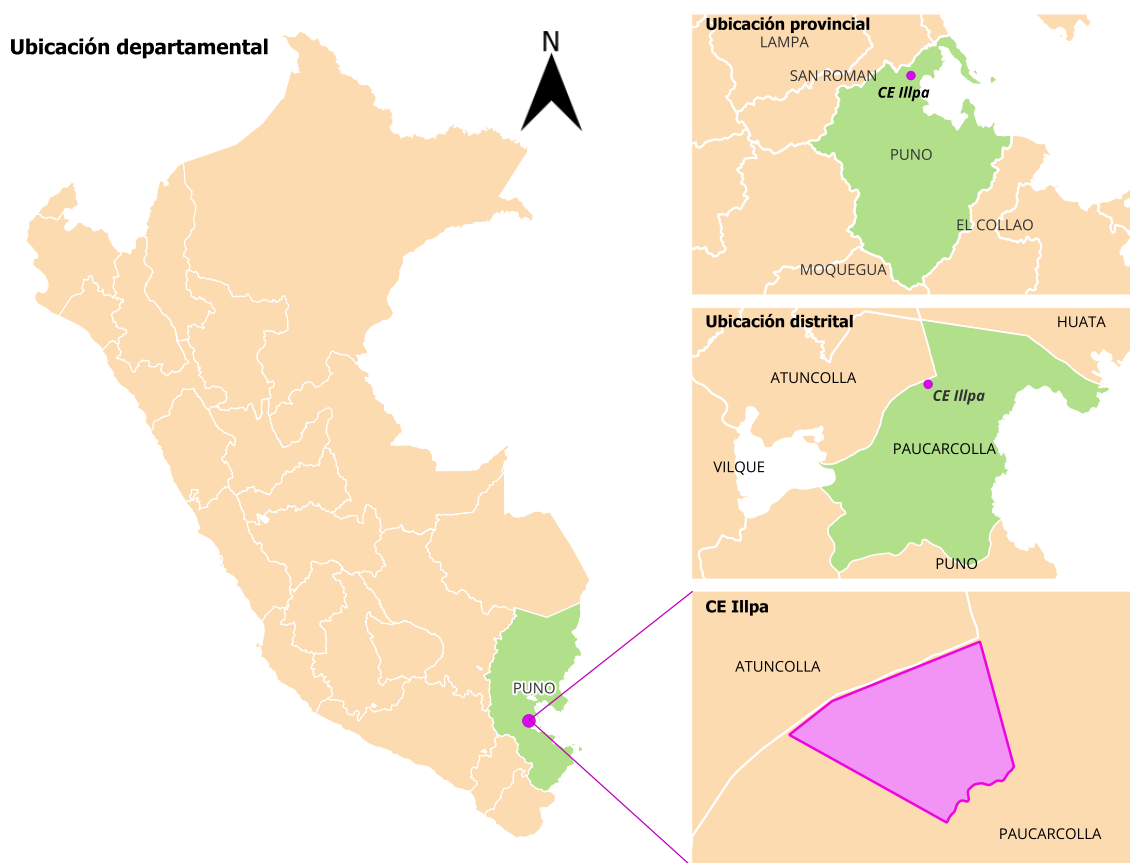 Ubicación departamental
N
PUNO
Ubicación provincial
LAMPA
SAN ROMAN
CE Illpa
PUNO
EL COLLAO
MOQUEGUA
Ubicación distrital
HUATA
ATUNCOLLA
CE Illpa
PAUCARCOLLA
VILQUE
PUNO
CE Illpa
ATUNCOLLA
PAUCARCOLLA